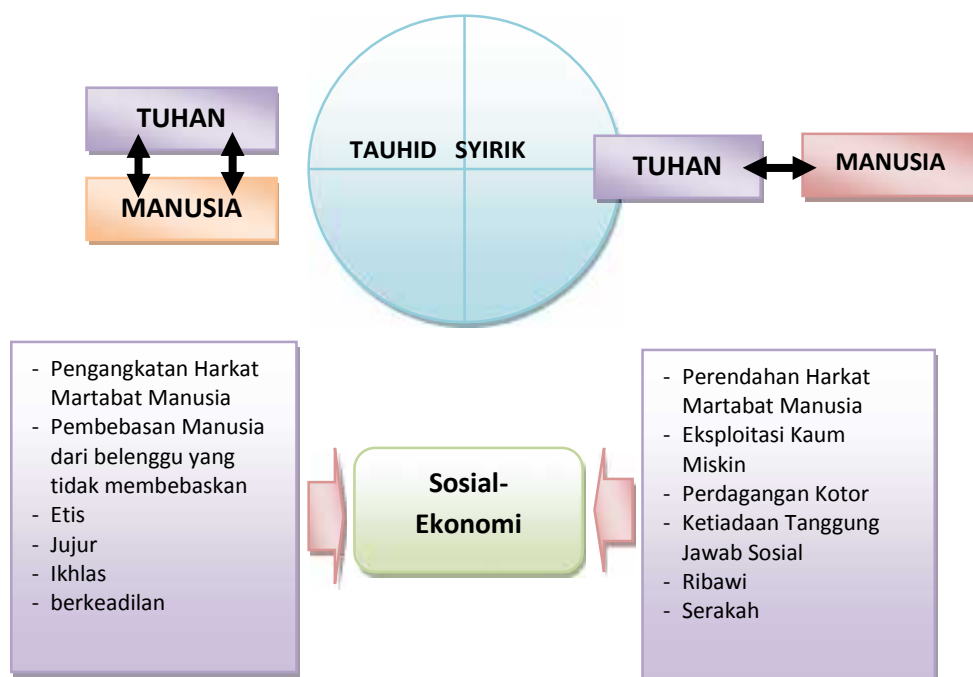 TUHAN
MANUSIA
TAUHID SYIRIK
TUHAN
MANUSIA
- Pengangkatan Harkat
Martabat Manusia
- Pembebasan Manusia
dari belenggu yang
tidak membebaskan
- Etis
- Jujur
- Ikhlas
- berkeadilan
Sosial-
Ekonomi
- Perendahan Harkat
Martabat Manusia
- Eksploitasi Kaum
Miskin
- Perdagangan Kotor
- Ketiadaan Tanggung
Jawab Sosial
- Ribawi
- Serakah